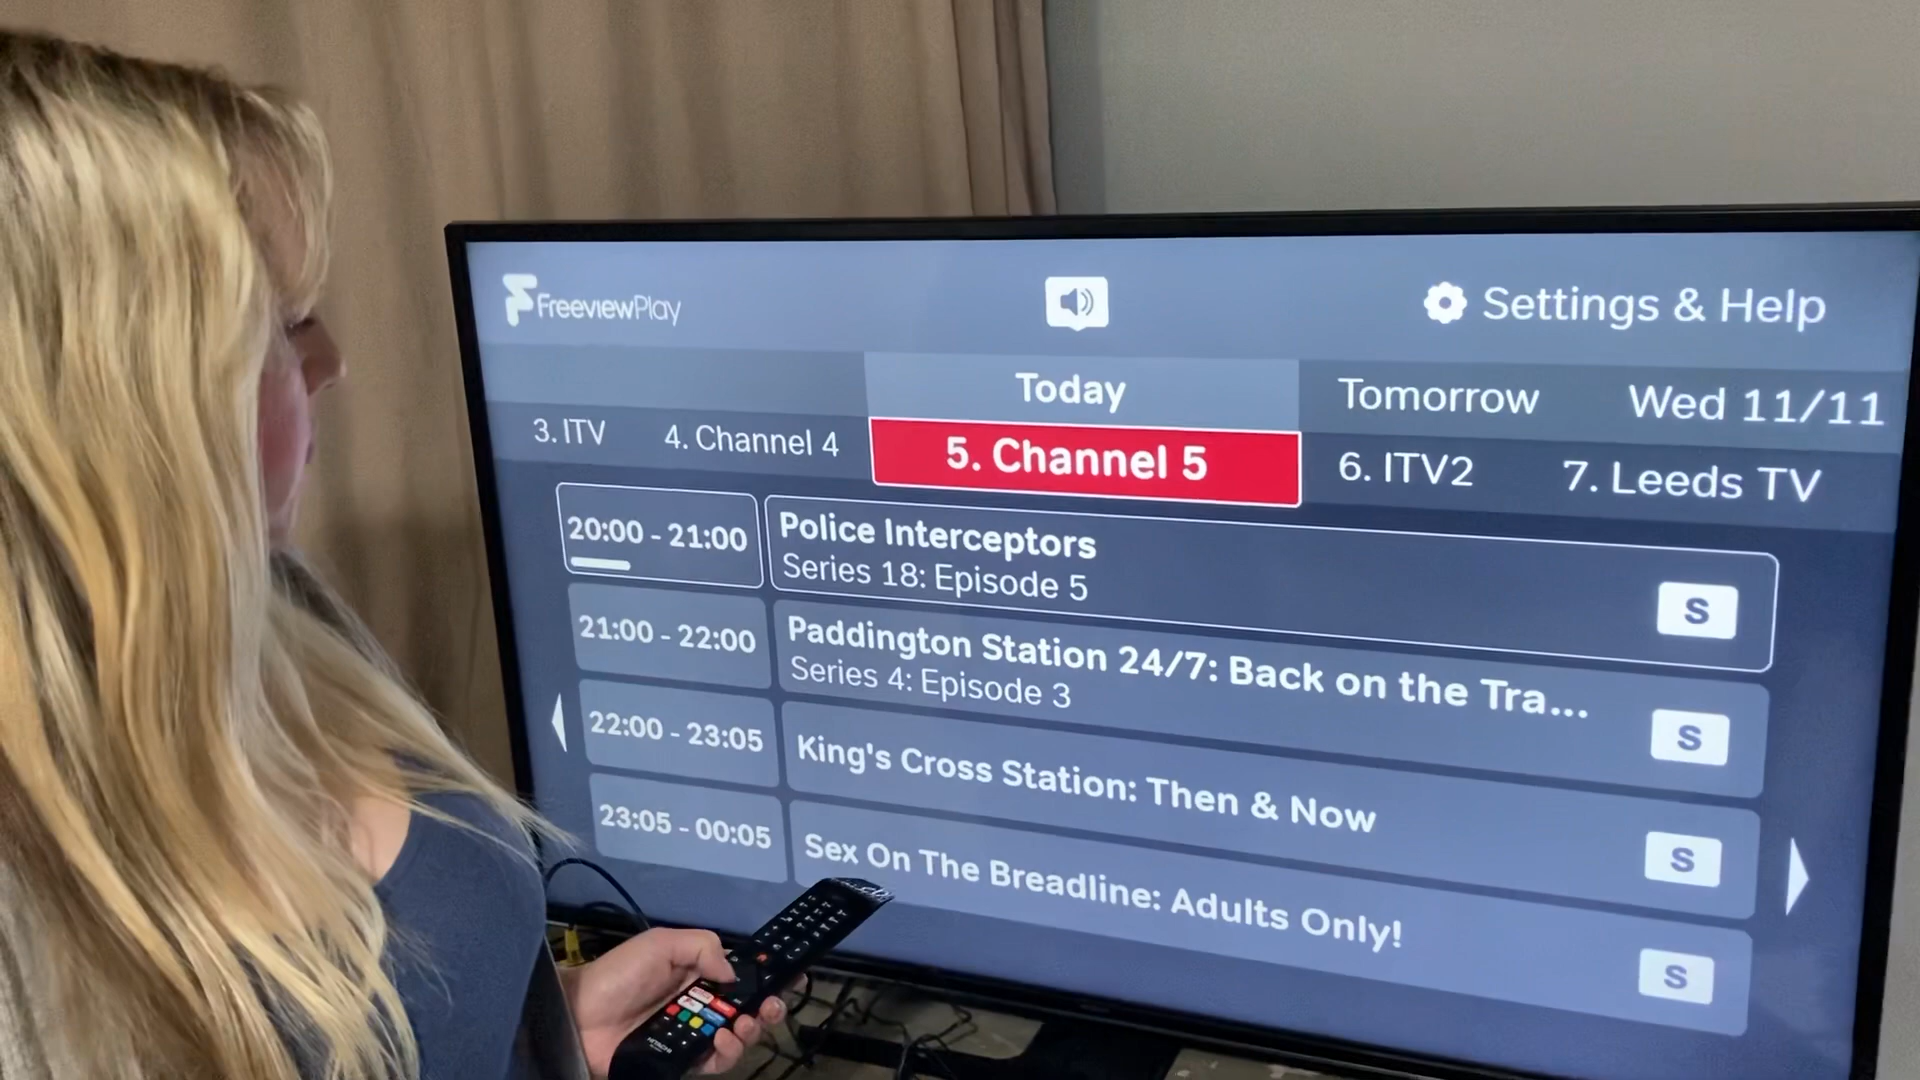 FreeviewPlay
Settings & Help
Today
Tomorrow
Wed 11/11
3. ITV
4. Channel 4
5. Channel 5
6. ITV2
7. Leeds TV
20:00 - 21:00
Police Interceptors
Series 18: Episode 5
S
21:00 - 22:00
Paddington Station 24/7: Back on the Tra...
Series 4: Episode 3
S
22:00 - 23:05
King's Cross Station: Then & Now
S
23:05 - 00:05
Sex On The Breadline: Adults Only!
S
HITACHI